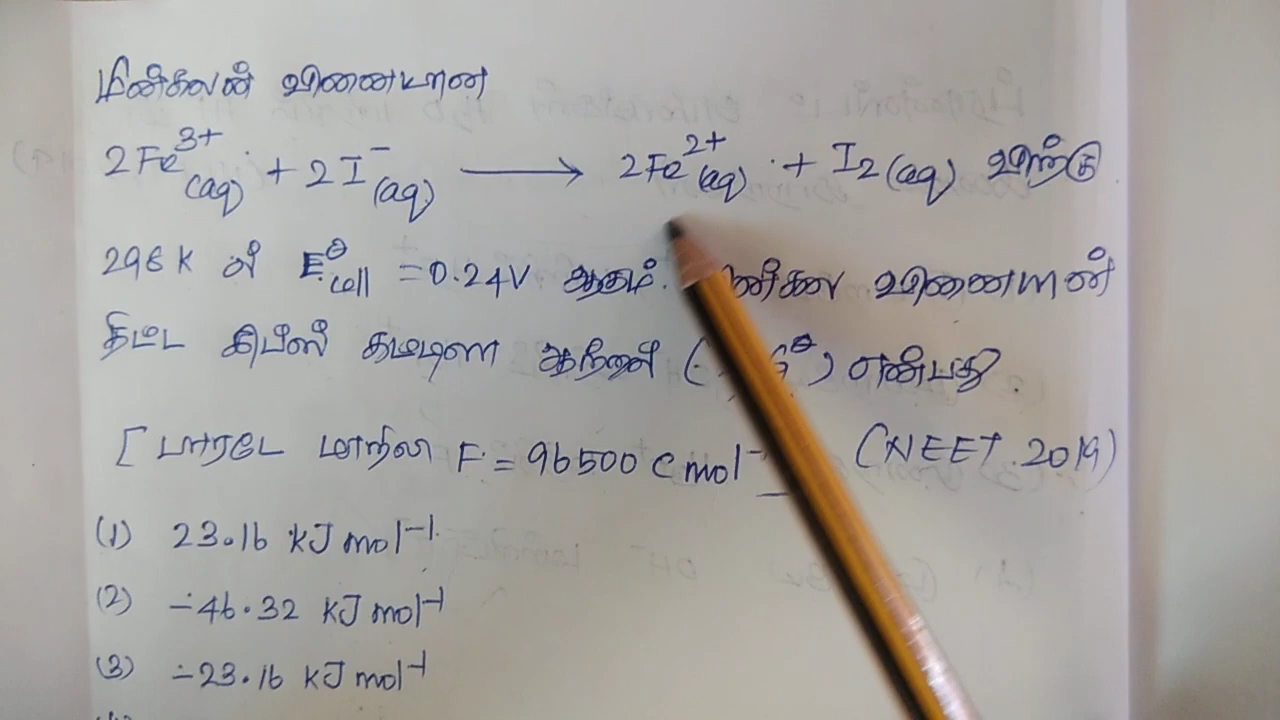 மின்கலன் வினையான
2Fe³⁺(aq) + 2I⁻(aq) ⟶ 2Fe²⁺(aq) + I₂(aq) விற்கு
298 K ல் E°cell = 0.24V ஆகும். மின்கல வினையின்
திட்ட கிப்ஸ் கட்டிலா ஆற்றல் ( G°) என்பது.
[பாரடே மாறிலி F = 96500 C mol⁻
(NEET 2019)
(1) 23.16 kJ mol⁻¹.
(2) -46.32 kJ mol⁻¹
(3) -23.16 kJ mol⁻¹